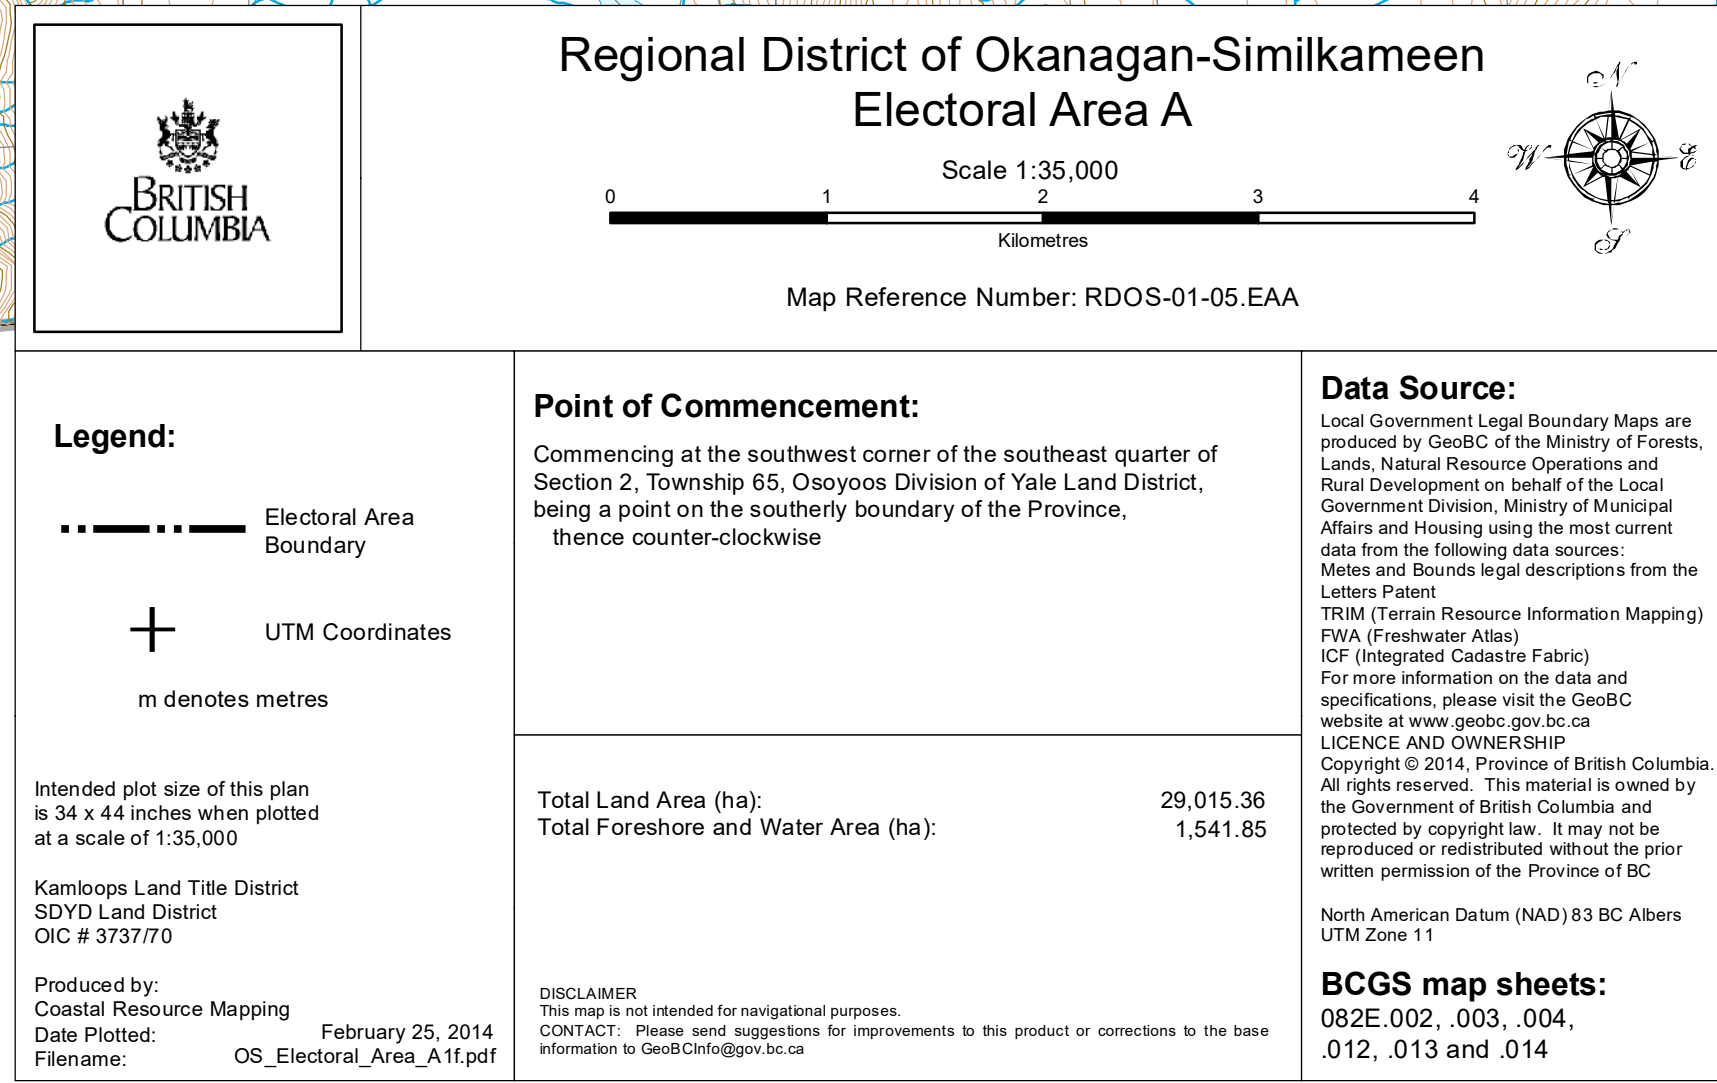 BRITISH
COLUMBIA
Regional District of Okanagan-Similkameen
Electoral Area A
Scale 1:35,000
0 1 2 3 4
Kilometres
Map Reference Number: RDOS-01-05.EAA
N
W
E
S
Legend:
Electoral Area
Boundary
UTM Coordinates
m denotes metres
Intended plot size of this plan
is 34 x 44 inches when plotted
at a scale of 1:35,000
Kamloops Land Title District
SDYD Land District
OIC # 3737/70
Produced by:
Coastal Resource Mapping
Date Plotted: February 25, 2014
Filename: OS_Electoral_Area_A1f.pdf
Point of Commencement:
Commencing at the southwest corner of the southeast quarter of
Section 2, Township 65, Osoyoos Division of Yale Land District,
being a point on the southerly boundary of the Province,
thence counter-clockwise
Total Land Area (ha): 29,015.36
Total Foreshore and Water Area (ha): 1,541.85
DISCLAIMER
This map is not intended for navigational purposes.
CONTACT: Please send suggestions for improvements to this product or corrections to the base
information to GeoBCInfo@gov.bc.ca
Data Source:
Local Government Legal Boundary Maps are
produced by GeoBC of the Ministry of Forests,
Lands, Natural Resource Operations and
Rural Development on behalf of the Local
Government Division, Ministry of Municipal
Affairs and Housing using the most current
data from the following data sources:
Metes and Bounds legal descriptions from the
Letters Patent
TRIM (Terrain Resource Information Mapping)
FWA (Freshwater Atlas)
ICF (Integrated Cadastre Fabric)
For more information on the data and
specifications, please visit the GeoBC
website at www.geobc.gov.bc.ca
LICENCE AND OWNERSHIP
Copyright © 2014, Province of British Columbia.
All rights reserved. This material is owned by
the Government of British Columbia and
protected by copyright law. It may not be
reproduced or redistributed without the prior
written permission of the Province of BC
North American Datum (NAD) 83 BC Albers
UTM Zone 11
BCGS map sheets:
082E.002, .003, .004,
.012, .013 and .014